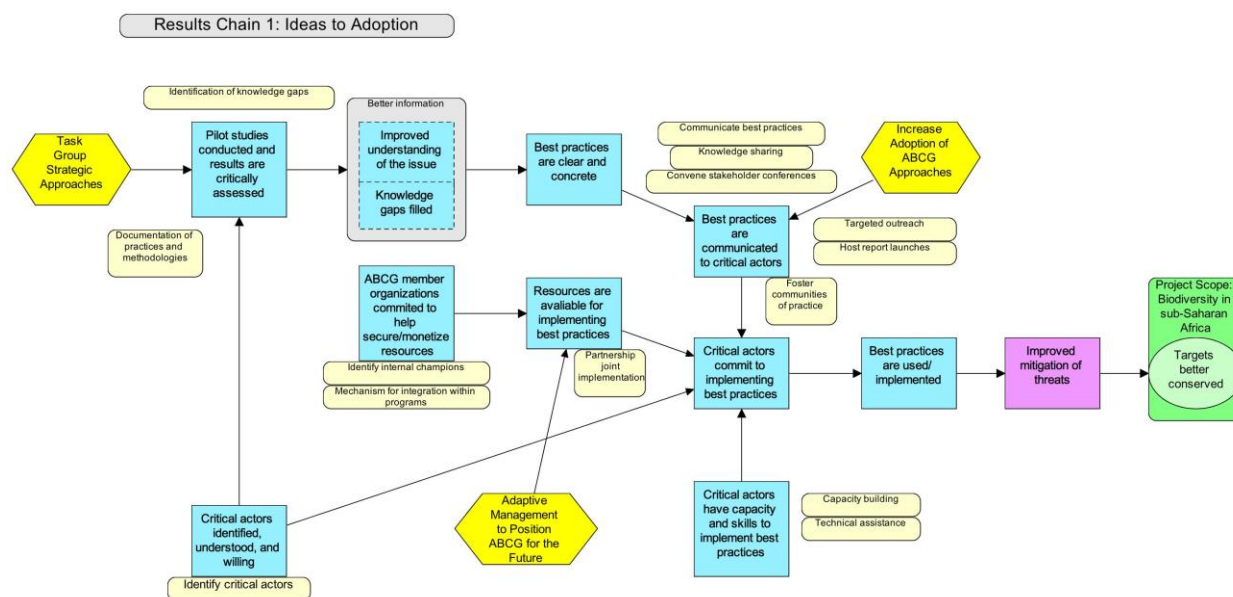 Results Chain 1: Ideas to Adoption
Identification of knowledge gaps
Task
Group
Strategic
Approaches
Pilot studies
conducted and
results are
critically
assessed
Documentation of
practices and
methodologies
Better information
Improved
understanding
of the issue
Knowledge
gaps filled
Best practices
are clear and
concrete
Communicate best practices
Knowledge sharing
Convene stakeholder conferences
Increase
Adoption of
ABCG
Approaches
Best practices
are
communicated
to critical actors
Targeted outreach
Host report launches
Foster
communities
of practice
ABCG member
organizations
commited to
help
secure/monetize
resources
Identify internal champions
Mechanism for integration within
programs
Resources are
avaliable for
implementing
best practices
Partnership
joint
implementation
Critical actors
commit to
implementing
best practices
Best practices
are used/
implemented
Improved
mitigation of
threats
Project Scope:
Biodiversity in
sub-Saharan
Africa
Targets
better
conserved
Critical actors
identified,
understood, and
willing
Identify critical actors
Adaptive
Management
to Position
ABCG for the
Future
Critical actors
have capacity
and skills to
implement best
practices
Capacity building
Technical assistance